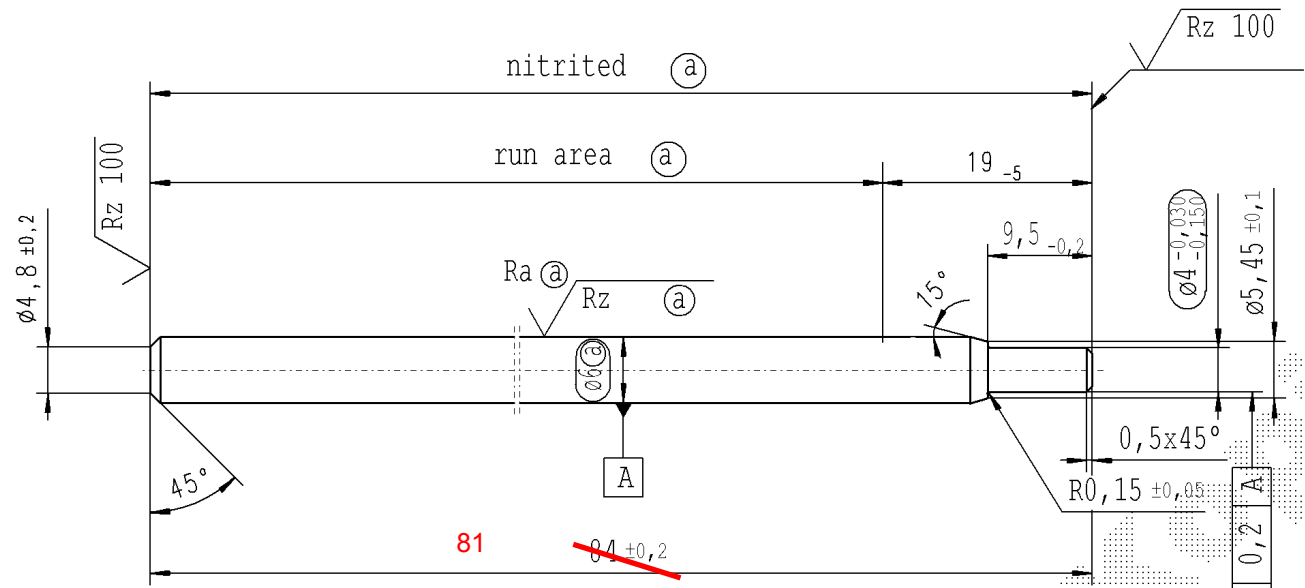 Rz 100
nitrited a
run area a
19 -5
Rz 100
9,5 -0,2
ø4 -0,030 -0,150
ø5,45 ±0,1
ø4,8 ±0,2
Ra a
Rz a
15°
ø6 a
0,5x45°
A
45°
R0,15 ±0,05
0,2 A
81
84 ±0,2